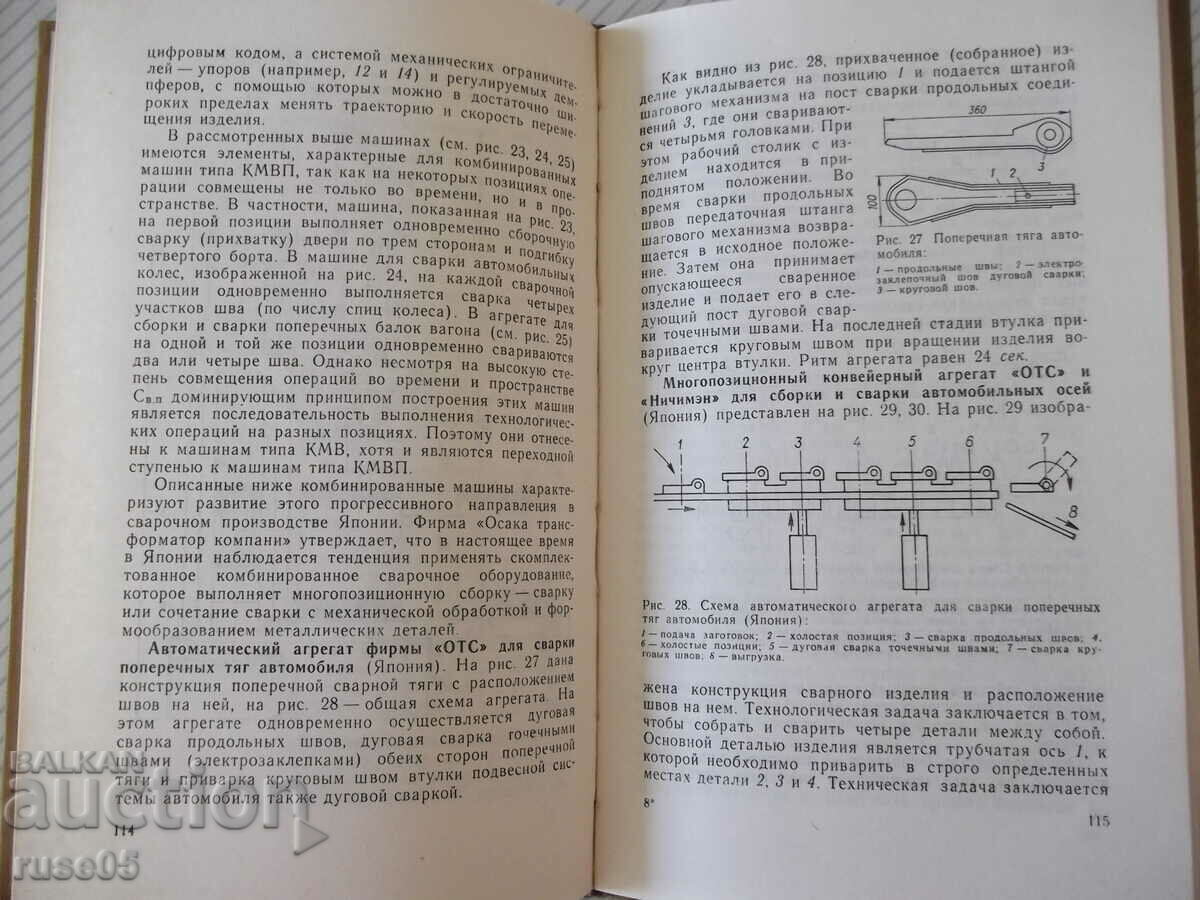 цифровым кодом, а системой механических ограничите-
лей — упоров (например, 12 и 14) и регулируемых дем-
пферов, с помощью которых можно в достаточно ши-
роких пределах менять траекторию и скорость переме-
щения изделия.
В рассмотренных выше машинах (см. рис. 23, 24, 25)
имеются элементы, характерные для комбинированных
машин типа КМВП, так как на некоторых позициях опе-
рации совмещены не только во времени, но и в про-
странстве. В частности, машина, показанная на рис. 23,
на первой позиции выполняет одновременно сборочную
сварку (прихватку) двери по трем сторонам и подгибку
четвертого борта. В машине для сварки автомобильных
колес, изображенной на рис. 24, на каждой сварочной
позиции одновременно выполняется сварка четырех
участков шва (по числу спиц колеса). В агрегате для
сборки и сварки поперечных балок вагона (см. рис. 25)
на одной и той же позиции одновременно свариваются
два или четыре шва. Однако несмотря на высокую сте-
пень совмещения операций во времени и пространстве
Св.п доминирующим принципом построения этих машин
является последовательность выполнения технологиче-
ских операций на разных позициях. Поэтому они отнесе-
ны к машинам типа КМВ, хотя и являются переходной
ступенью к машинам типа КМВП.
Описанные ниже комбинированные машины характе-
ризуют развитие этого прогрессивного направления в
сварочном производстве Японии. Фирма «Осака транс-
форматор компани» утверждает, что в настоящее время
в Японии наблюдается тенденция применять скомплек-
тованное комбинированное сварочное оборудование,
которое выполняет многопозиционную сборку — сварку
или сочетание сварки с механической обработкой и фор-
мообразованием металлических деталей.
Автоматический агрегат фирмы «ОТС» для сварки
поперечных тяг автомобиля (Япония). На рис. 27 дана
конструкция поперечной сварной тяги с расположением
швов на ней, на рис. 28 — общая схема агрегата. На
этом агрегате одновременно осуществляется дуговая
сварка продольных швов, дуговая сварка точечными
швами (электрозаклепками) обеих сторон поперечной
тяги и приварка круговым швом втулки подвесной сис-
темы автомобиля также дуговой сваркой.
114
Как видно из рис. 28, прихваченное (собранное) из-
делие укладывается на позицию 1 и подается штангой
шагового механизма на пост сварки продольных соеди-
нений 3, где они сваривают-
ся четырьмя головками. При
этом рабочий столик с из-
делием находится в при-
поднятом положении. Во
время сварки продольных
швов передаточная штанга
шагового механизма возвра-
щается в исходное положе-
ние. Затем она принимает
опускающееся сваренное
изделие и подает его в сле-
дующий пост дуговой свар-
ки точечными швами. На последней стадии втулка при-
варивается круговым швом при вращении изделия во-
круг центра втулки. Ритм агрегата равен 24 сек.
360
3
1 2
100
Рис. 27 Поперечная тяга авто-
мобиля:
1 — продольные швы; 2 — электро-
заклепочный шов дуговой сварки;
3 — круговой шов.
Многопозиционный конвейерный агрегат «ОТС» и
«Ничимэн» для сборки и сварки автомобильных осей
(Япония) представлен на рис. 29, 30. На рис. 29 изобра-
1 2 3 4 5 6 7
8
Рис. 28. Схема автоматического агрегата для сварки поперечных
тяг автомобиля (Япония):
1 — подача заготовок; 2 — холостая позиция; 3 — сварка продольных швов; 4,
6 — холостые позиции; 5 — дуговая сварка точечными швами; 7 — сварка кру-
говых швов; 8 — выгрузка.
жена конструкция сварного изделия и расположение
швов на нем. Технологическая задача заключается в том,
чтобы собрать и сварить четыре детали между собой.
Основной деталью изделия является трубчатая ось 1, к
которой необходимо приварить в строго определенных
местах детали 2, 3 и 4. Техническая задача заключается
8*
115
BALKAN
auction
ruse05